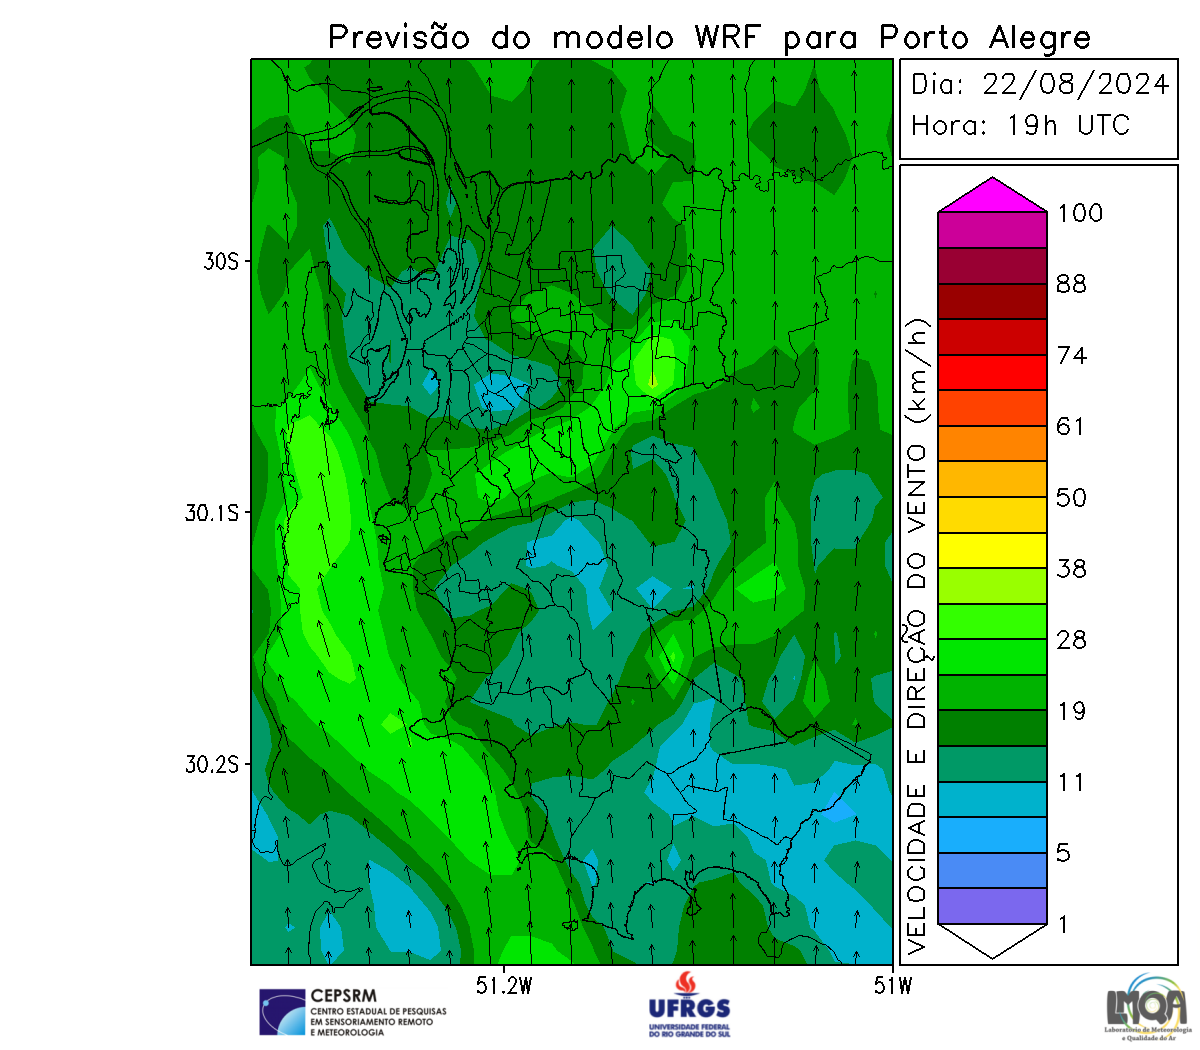 Previsão do modelo WRF para Porto Alegre
Dia: 22/08/2024
Hora: 19h UTC
30S
30.1S
30.2S
51.2W
51W
VELOCIDADE E DIREÇÃO DO VENTO (km/h)
100
88
74
61
50
38
28
19
11
5
1
CEPSRM
CENTRO ESTADUAL DE PESQUISAS
EM SENSORIAMENTO REMOTO
E METEOROLOGIA
UFRGS
UNIVERSIDADE FEDERAL
DO RIO GRANDE DO SUL
LMQA
Laboratório de Meteorologia
e Qualidade do Ar